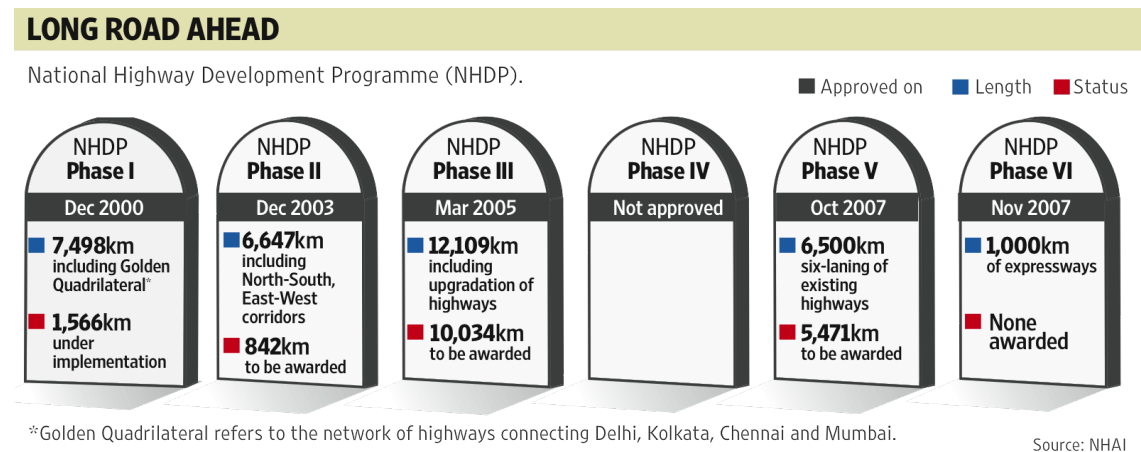 LONG ROAD AHEAD
National Highway Development Programme (NHDP).
Approved on
Length
Status
NHDP
Phase I
Dec 2000
7,498km
including Golden
Quadrilateral*
1,566km
under
implementation
NHDP
Phase II
Dec 2003
6,647km
including
North-South,
East-West
corridors
842km
to be awarded
NHDP
Phase III
Mar 2005
12,109km
including
upgradation of
highways
10,034km
to be awarded
NHDP
Phase IV
Not approved
NHDP
Phase V
Oct 2007
6,500km
six-laning of
existing
highways
5,471km
to be awarded
NHDP
Phase VI
Nov 2007
1,000km
of expressways
None
awarded
*Golden Quadrilateral refers to the network of highways connecting Delhi, Kolkata, Chennai and Mumbai.
Source: NHAI